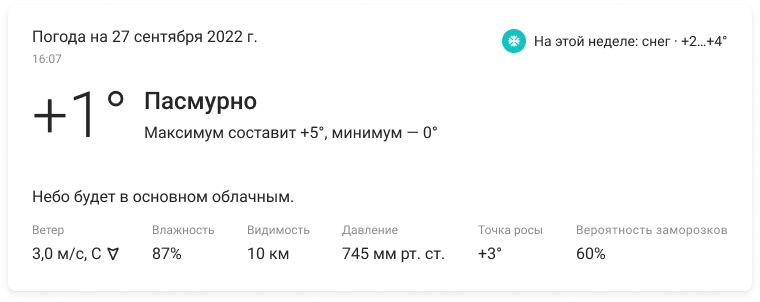 Погода на 27 сентября 2022 г.
16:07
На этой неделе: снег · +2…+4°
+1°
Пасмурно
Максимум составит +5°, минимум — 0°
Небо будет в основном облачным.
Ветер Влажность Видимость Давление Точка росы Вероятность заморозков
3,0 м/с, С 87% 10 км 745 мм рт. ст. +3° 60%